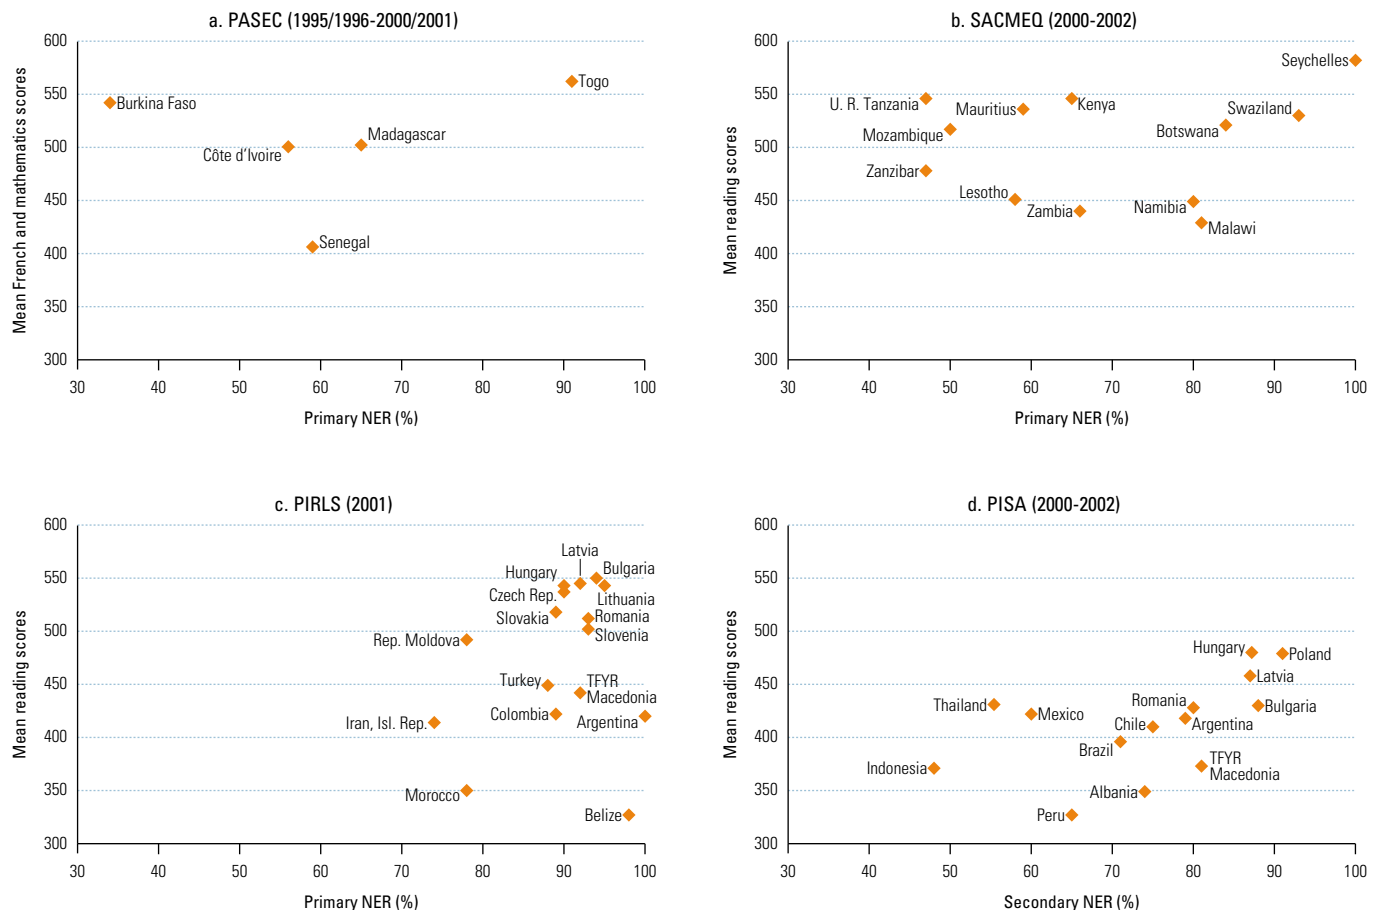 a. PASEC (1995/1996-2000/2001)
Mean French and mathematics scores
600
550
500
450
400
350
300
Togo
Burkina Faso
Madagascar
Côte d’Ivoire
Senegal
30 40 50 60 70 80 90 100
Primary NER (%)
b. SACMEQ (2000-2002)
Mean reading scores
600
550
500
450
400
350
300
Seychelles
U. R. Tanzania
Mauritius
Kenya
Swaziland
Botswana
Mozambique
Zanzibar
Lesotho
Zambia
Namibia
Malawi
30 40 50 60 70 80 90 100
Primary NER (%)
c. PIRLS (2001)
Mean reading scores
600
550
500
450
400
350
300
Latvia
Hungary
Bulgaria
Czech Rep.
Lithuania
Slovakia
Romania
Slovenia
Rep. Moldova
Turkey
TFYR
Macedonia
Colombia
Argentina
Iran, Isl. Rep.
Morocco
Belize
30 40 50 60 70 80 90 100
Primary NER (%)
d. PISA (2000-2002)
Mean reading scores
600
550
500
450
400
350
300
Hungary
Poland
Latvia
Thailand
Mexico
Romania
Bulgaria
Chile
Argentina
Brazil
Indonesia
TFYR
Macedonia
Albania
Peru
30 40 50 60 70 80 90 100
Secondary NER (%)